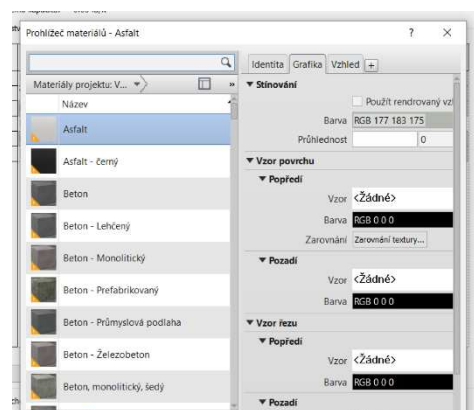 Prohlížeč materiálů - Asfalt
? ×
Materiály projektu: V... »
Název
Asfalt
Asfalt - černý
Beton
Beton - Lehčený
Beton - Monolitický
Beton - Prefabrikovaný
Beton - Průmyslová podlaha
Beton - Železobeton
Beton, monolitický, šedý
Identita Grafika Vzhled +
Stínování
Použít rendrovaný
Barva RGB 177 183 175
Průhlednost 0
Vzor povrchu
Popředí
Vzor <Žádné>
Barva RGB 0 0 0
Zarovnání Zarovnání textury...
Pozadí
Vzor <Žádné>
Barva RGB 0 0 0
Vzor řezu
Popředí
Vzor <Žádné>
Barva RGB 0 0 0
Pozadí